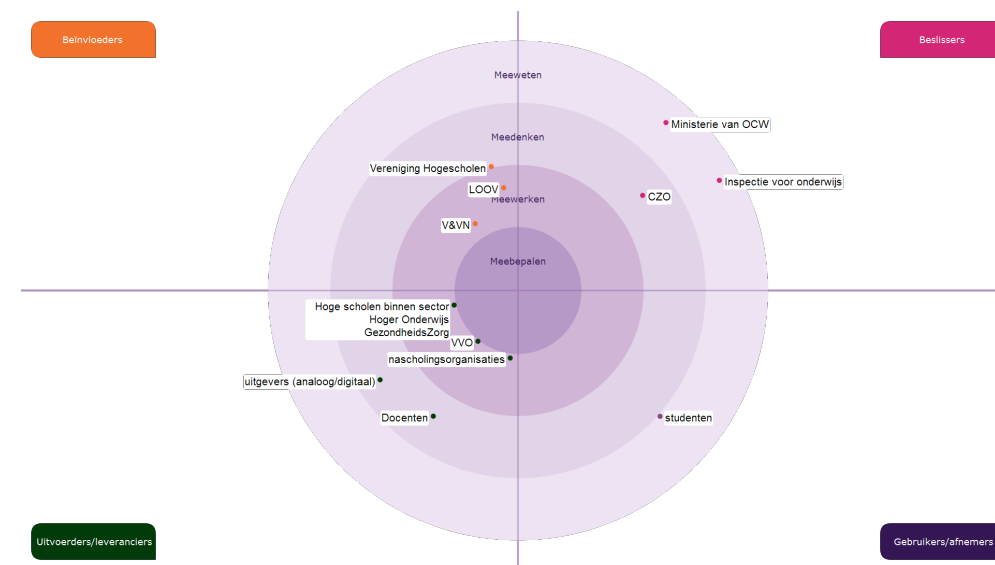 Beïnvloeders
Beslissers
Meeweten
Ministerie van OCW
Meedenken
Vereniging Hogescholen
Inspectie voor onderwijs
LOOV
CZO
Meewerken
V&VN
Meebepalen
Hoge scholen binnen sector
Hoger Onderwijs
GezondheidsZorg
VVO
nascholingsorganisaties
uitgevers (analoog/digitaal)
Docenten
studenten
Uitvoerders/leveranciers
Gebruikers/afnemers